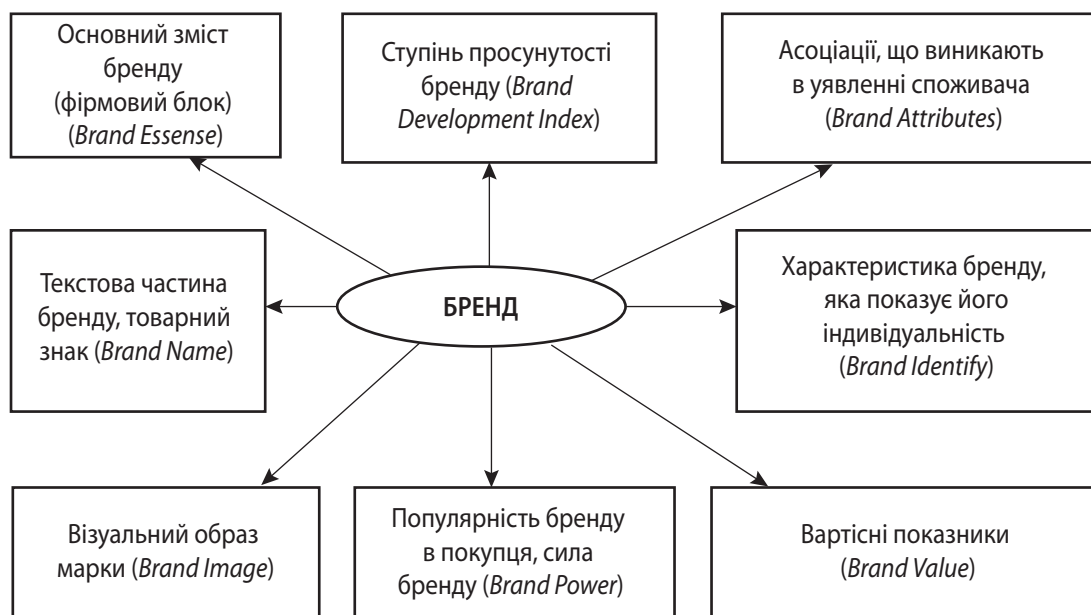 Основний зміст
бренду
(фірмовий блок)
(Brand Essense)
Ступінь просунутості
бренду (Brand
Development Index)
Асоціації, що виникають
в уявленні споживача
(Brand Attributes)
Текстова частина
бренду, товарний
знак (Brand Name)
БРЕНД
Характеристика бренду,
яка показує його
індивідуальність
(Brand Identify)
Візуальний образ
марки (Brand Image)
Популярність бренду
в покупця, сила
бренду (Brand Power)
Вартісні показники
(Brand Value)